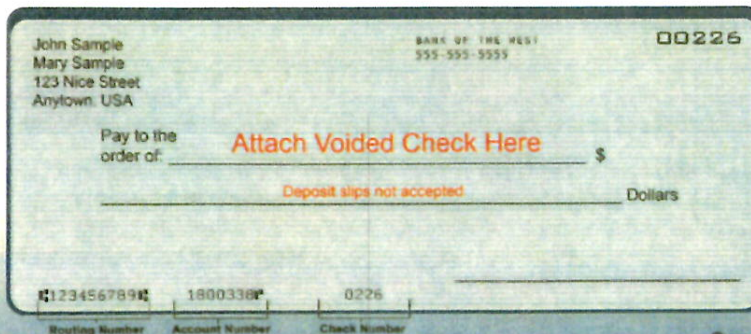 John Sample
Mary Sample
123 Nice Street
Anytown, USA
BANK OF THE WEST
555-555-5555
00226
Pay to the
order of: Attach Voided Check Here $
Deposit slips not accepted Dollars
⑆123456789⑆ 1800338⑈ 0226
Routing Number Account Number Check Number